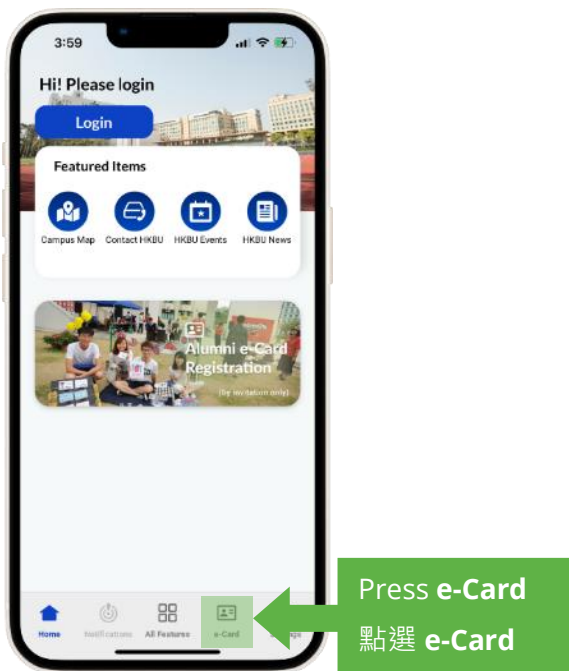 3:59
Hi! Please login
Login
Featured Items
Campus Map Contact HKBU HKBU Events HKBU News
Alumni e-Card
Registration
(by invitation only)
Home Notifications All Features e-Card
Press e-Card
點選 e-Card